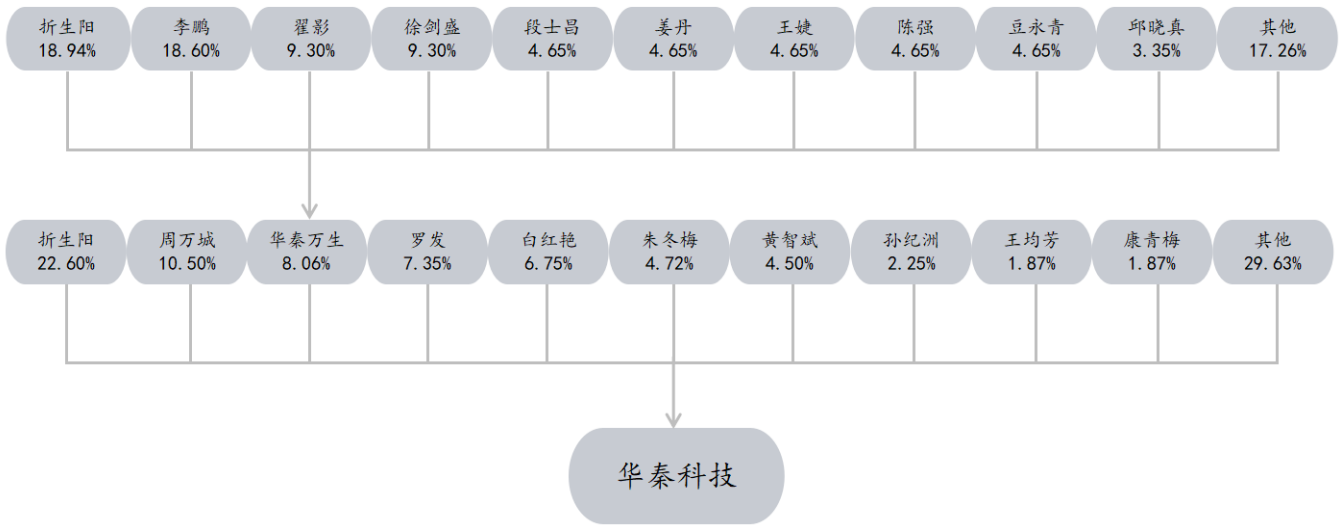 折生阳
18.94%
李鹏
18.60%
翟影
9.30%
徐剑盛
9.30%
段士昌
4.65%
姜丹
4.65%
王婕
4.65%
陈强
4.65%
豆永青
4.65%
邱晓真
3.35%
其他
17.26%
折生阳
22.60%
周万城
10.50%
华秦万生
8.06%
罗发
7.35%
白红艳
6.75%
朱冬梅
4.72%
黄智斌
4.50%
孙纪洲
2.25%
王均芳
1.87%
康青梅
1.87%
其他
29.63%
华秦科技